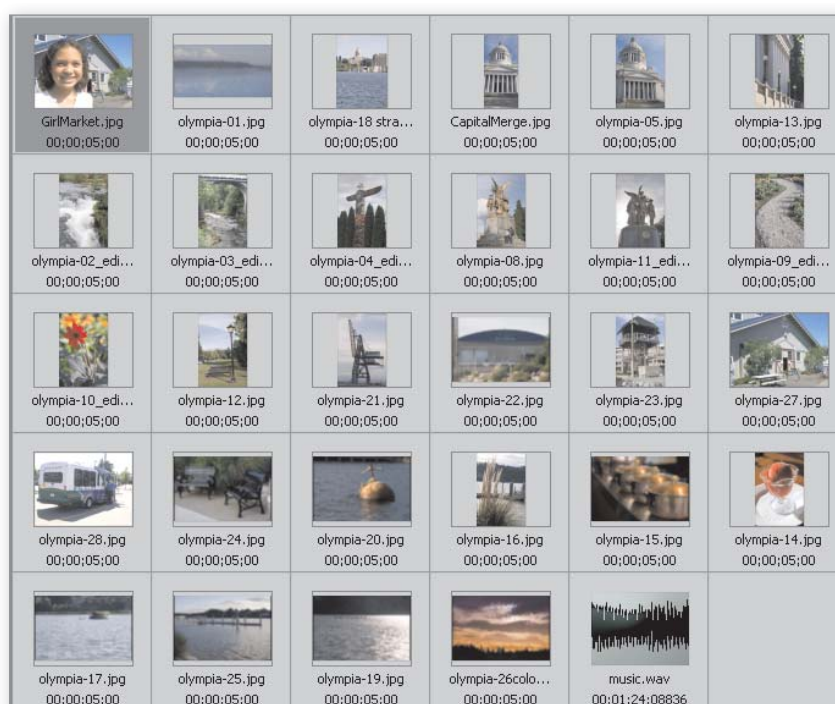 GirlMarket.jpg
00;00;05;00
olympia-01.jpg
00;00;05;00
olympia-18 stra...
00;00;05;00
CapitalMerge.jpg
00;00;05;00
olympia-05.jpg
00;00;05;00
olympia-13.jpg
00;00;05;00
olympia-02_edi...
00;00;05;00
olympia-03_edi...
00;00;05;00
olympia-04_edi...
00;00;05;00
olympia-08.jpg
00;00;05;00
olympia-11_edi...
00;00;05;00
olympia-09_edi...
00;00;05;00
olympia-10_edi...
00;00;05;00
olympia-12.jpg
00;00;05;00
olympia-21.jpg
00;00;05;00
olympia-22.jpg
00;00;05;00
olympia-23.jpg
00;00;05;00
olympia-27.jpg
00;00;05;00
olympia-28.jpg
00;00;05;00
olympia-24.jpg
00;00;05;00
olympia-20.jpg
00;00;05;00
olympia-16.jpg
00;00;05;00
olympia-15.jpg
00;00;05;00
olympia-14.jpg
00;00;05;00
olympia-17.jpg
00;00;05;00
olympia-25.jpg
00;00;05;00
olympia-19.jpg
00;00;05;00
olympia-26colo...
00;00;05;00
music.wav
00:01:24:08836